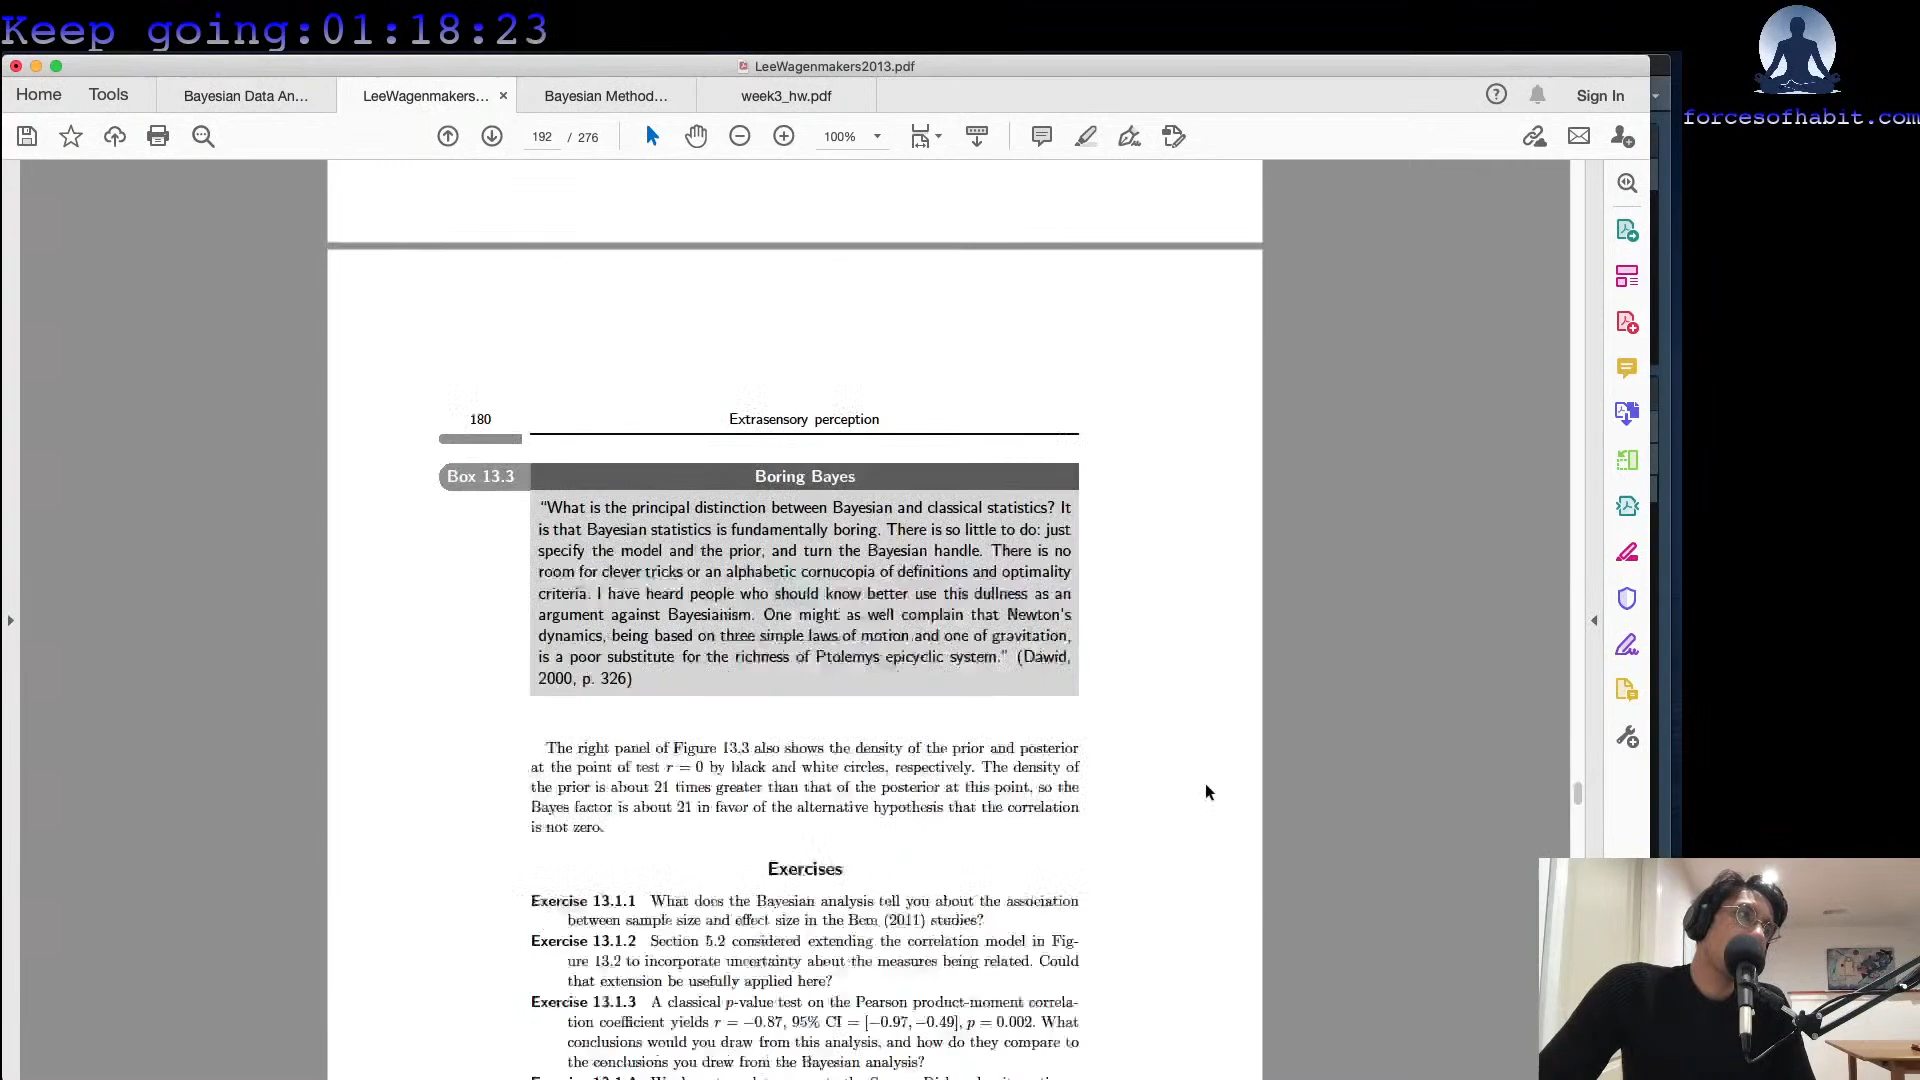 Keep going:01:18:23
LeeWagenmakers2013.pdf
Home Tools Bayesian Data An... LeeWagenmakers... × Bayesian Method... week3_hw.pdf Sign In
192 / 276 100%
forcesofhabit.com
180 Extrasensory perception
Box 13.3 Boring Bayes
“What is the principal distinction between Bayesian and classical statistics? It
is that Bayesian statistics is fundamentally boring. There is so little to do: just
specify the model and the prior, and turn the Bayesian handle. There is no
room for clever tricks or an alphabetic cornucopia of definitions and optimality
criteria. I have heard people who should know better use this dullness as an
argument against Bayesianism. One might as well complain that Newton's
dynamics, being based on three simple laws of motion and one of gravitation,
is a poor substitute for the richness of Ptolemys epicyclic system.” (Dawid,
2000, p. 326)
The right panel of Figure 13.3 also shows the density of the prior and posterior
at the point of test r = 0 by black and white circles, respectively. The density of
the prior is about 21 times greater than that of the posterior at this point, so the
Bayes factor is about 21 in favor of the alternative hypothesis that the correlation
is not zero.
Exercises
Exercise 13.1.1 What does the Bayesian analysis tell you about the association
between sample size and effect size in the Bem (2011) studies?
Exercise 13.1.2 Section 5.2 considered extending the correlation model in Fig-
ure 13.2 to incorporate uncertainty about the measures being related. Could
that extension be usefully applied here?
Exercise 13.1.3 A classical p-value test on the Pearson product-moment correla-
tion coefficient yields r = −0.87, 95% CI = [−0.97, −0.49], p = 0.002. What
conclusions would you draw from this analysis, and how do they compare to
the conclusions you drew from the Bayesian analysis?